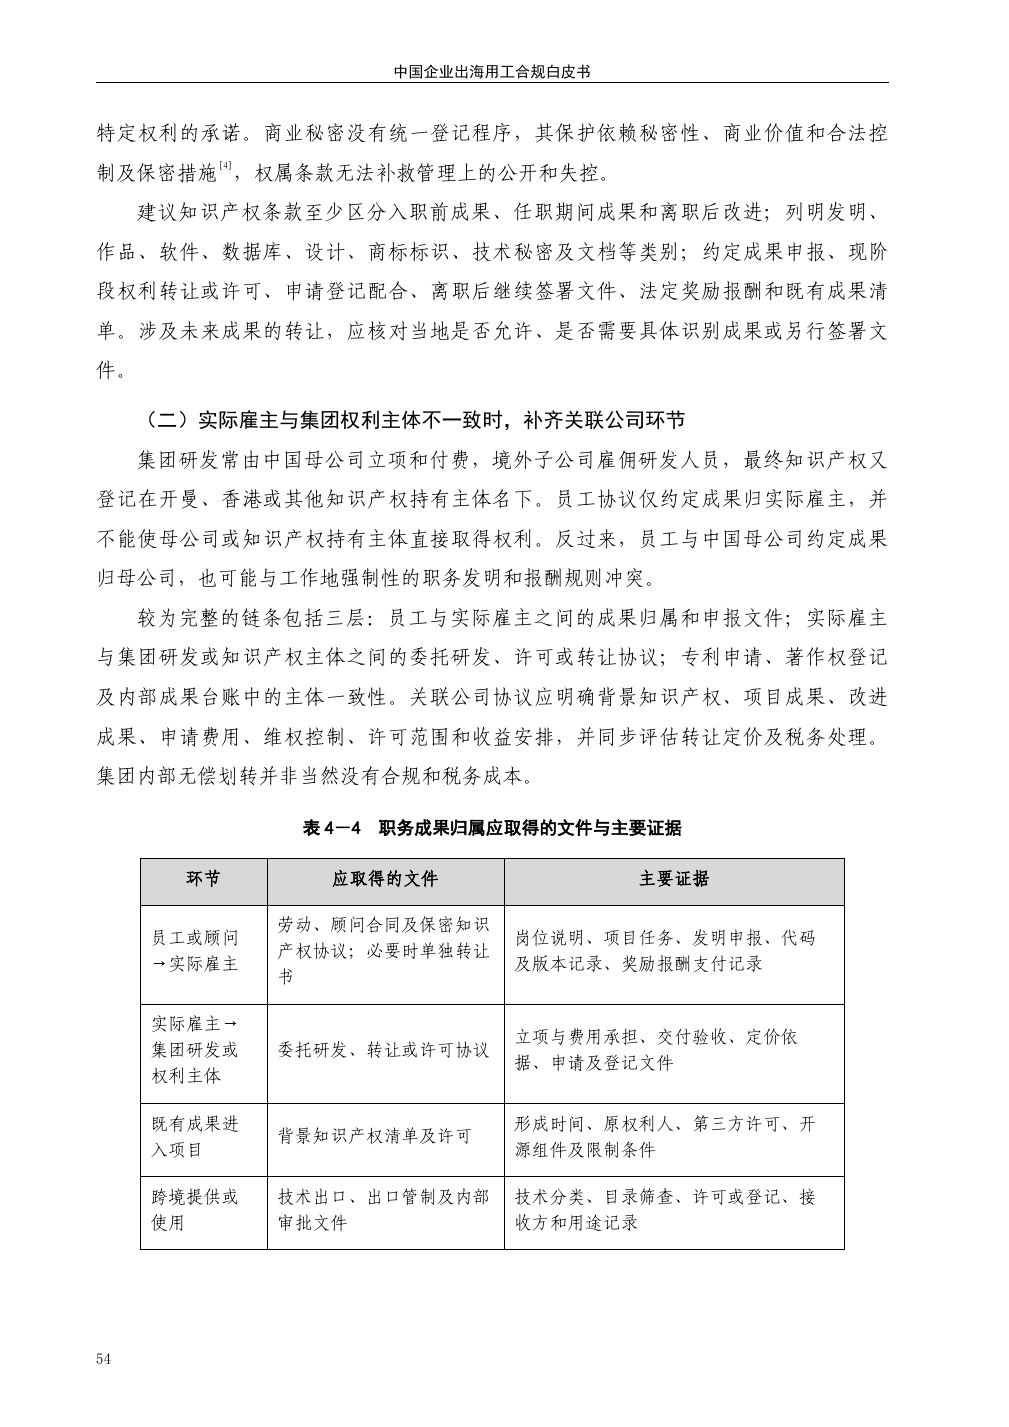 中国企业出海用工合规白皮书
特定权利的承诺。商业秘密没有统一登记程序，其保护依赖秘密性、商业价值和合法控
制及保密措施[4]，权属条款无法补救管理上的公开和失控。
建议知识产权条款至少区分入职前成果、任职期间成果和离职后改进；列明发明、
作品、软件、数据库、设计、商标标识、技术秘密及文档等类别；约定成果申报、现阶
段权利转让或许可、申请登记配合、离职后继续签署文件、法定奖励报酬和既有成果清
单。涉及未来成果的转让，应核对当地是否允许、是否需要具体识别成果或另行签署文
件。
（二）实际雇主与集团权利主体不一致时，补齐关联公司环节
集团研发常由中国母公司立项和付费，境外子公司雇佣研发人员，最终知识产权又
登记在开曼、香港或其他知识产权持有主体名下。员工协议仅约定成果归实际雇主，并
不能使母公司或知识产权持有主体直接取得权利。反过来，员工与中国母公司约定成果
归母公司，也可能与工作地强制性的职务发明和报酬规则冲突。
较为完整的链条包括三层：员工与实际雇主之间的成果归属和申报文件；实际雇主
与集团研发或知识产权主体之间的委托研发、许可或转让协议；专利申请、著作权登记
及内部成果台账中的主体一致性。关联公司协议应明确背景知识产权、项目成果、改进
成果、申请费用、维权控制、许可范围和收益安排，并同步评估转让定价及税务处理。
集团内部无偿划转并非当然没有合规和税务成本。
表 4－4　职务成果归属应取得的文件与主要证据
环节
应取得的文件
主要证据
员工或顾问
→实际雇主
劳动、顾问合同及保密知识
产权协议；必要时单独转让
书
岗位说明、项目任务、发明申报、代码
及版本记录、奖励报酬支付记录
实际雇主→
集团研发或
权利主体
委托研发、转让或许可协议
立项与费用承担、交付验收、定价依
据、申请及登记文件
既有成果进
入项目
背景知识产权清单及许可
形成时间、原权利人、第三方许可、开
源组件及限制条件
跨境提供或
使用
技术出口、出口管制及内部
审批文件
技术分类、目录筛查、许可或登记、接
收方和用途记录
54